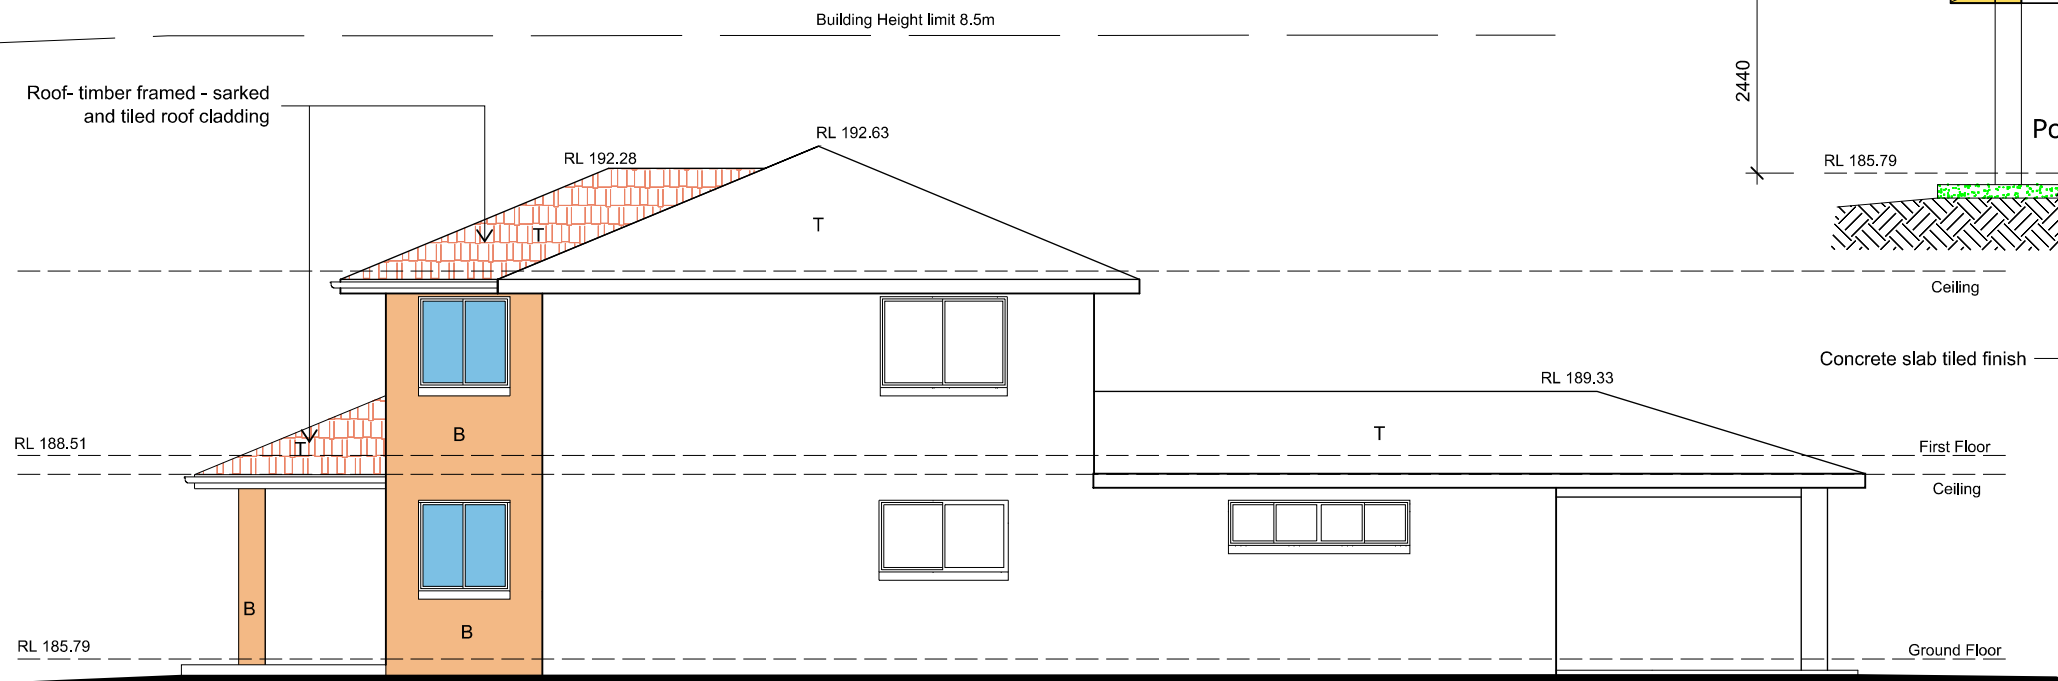 Building Height limit 8.5m
Roof- timber framed - sarked
and tiled roof cladding
RL 192.63
RL 192.28
T
T
2440
Po
RL 185.79
Ceiling
Concrete slab tiled finish
RL 189.33
RL 188.51
T
B
T
First Floor
Ceiling
B
B
RL 185.79
Ground Floor